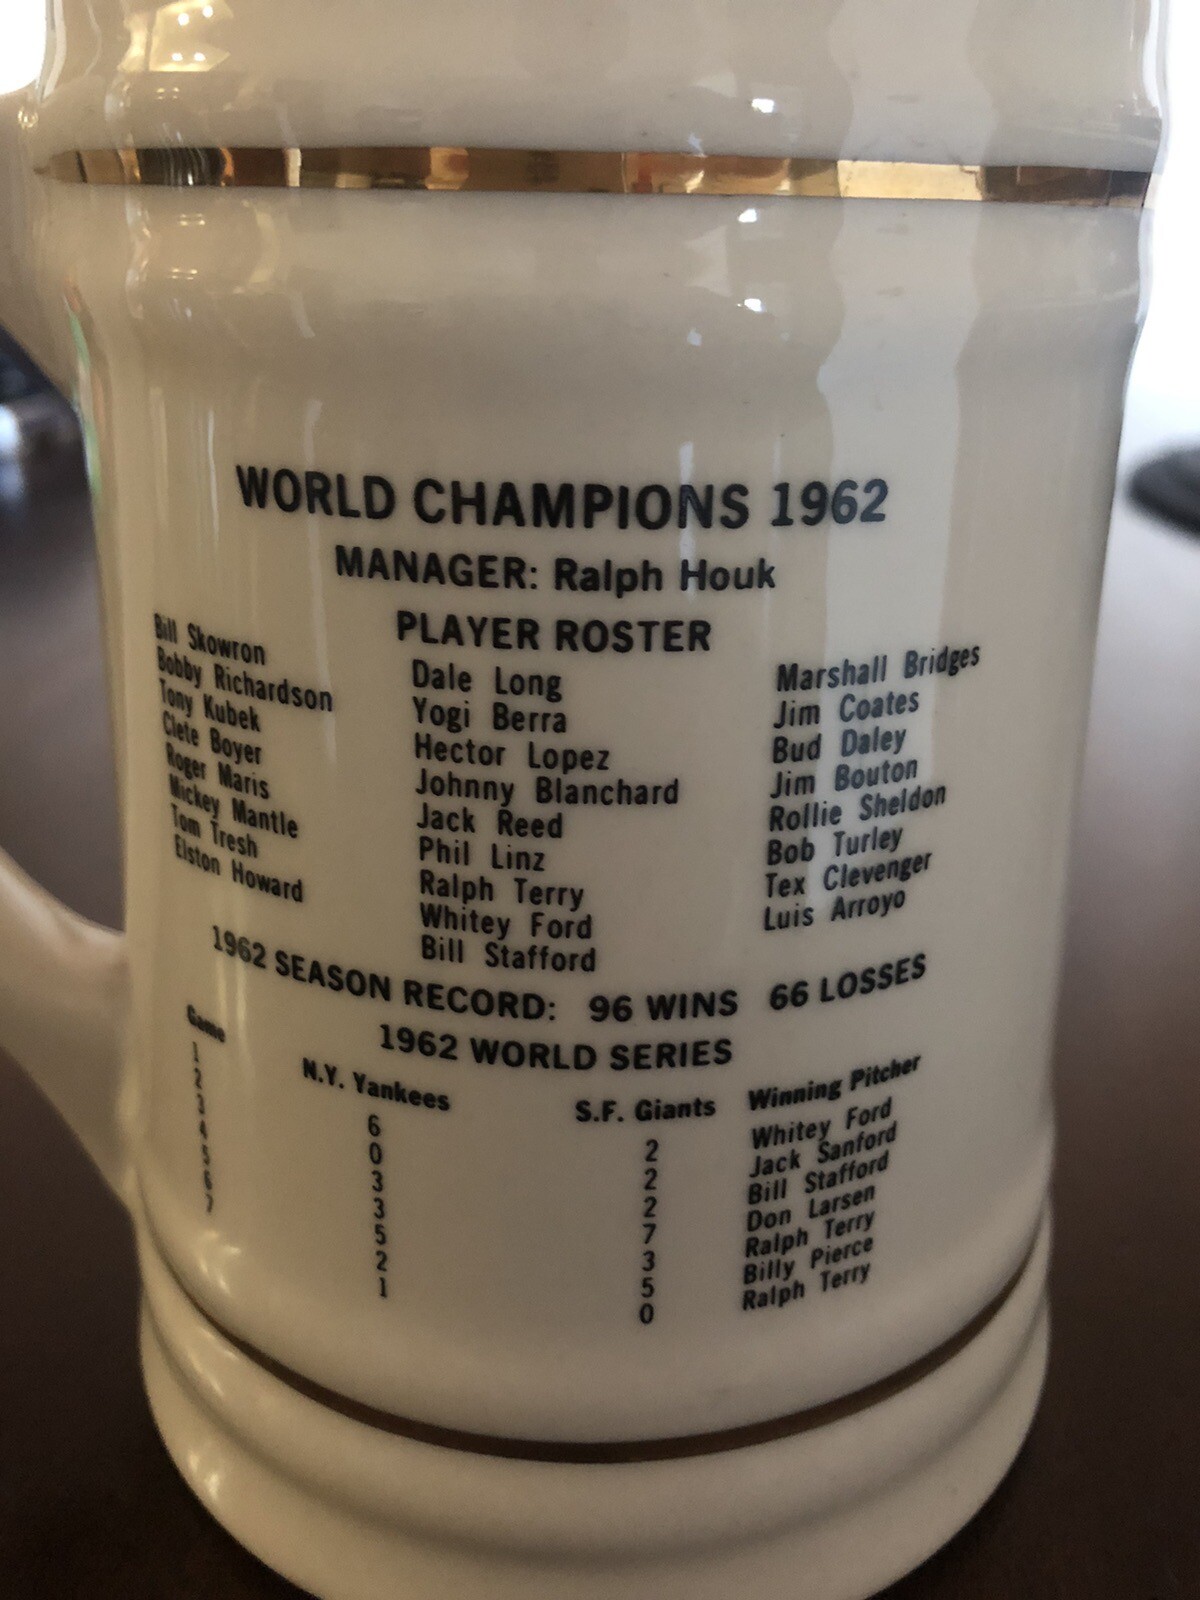 WORLD CHAMPIONS 1962
MANAGER: Ralph Houk
PLAYER ROSTER
Bill Skowron
Bobby Richardson
Tony Kubek
Clete Boyer
Roger Maris
Mickey Mantle
Tom Tresh
Elston Howard
Dale Long
Yogi Berra
Hector Lopez
Johnny Blanchard
Jack Reed
Phil Linz
Ralph Terry
Whitey Ford
Bill Stafford
Marshall Bridges
Jim Coates
Bud Daley
Jim Bouton
Rollie Sheldon
Bob Turley
Tex Clevenger
Luis Arroyo
1962 SEASON RECORD: 96 WINS 66 LOSSES
1962 WORLD SERIES
Game N.Y. Yankees S.F. Giants Winning Pitcher
1 6 2 Whitey Ford
2 0 2 Jack Sanford
3 3 2 Bill Stafford
4 3 7 Don Larsen
5 5 3 Ralph Terry
6 2 5 Billy Pierce
7 1 0 Ralph Terry